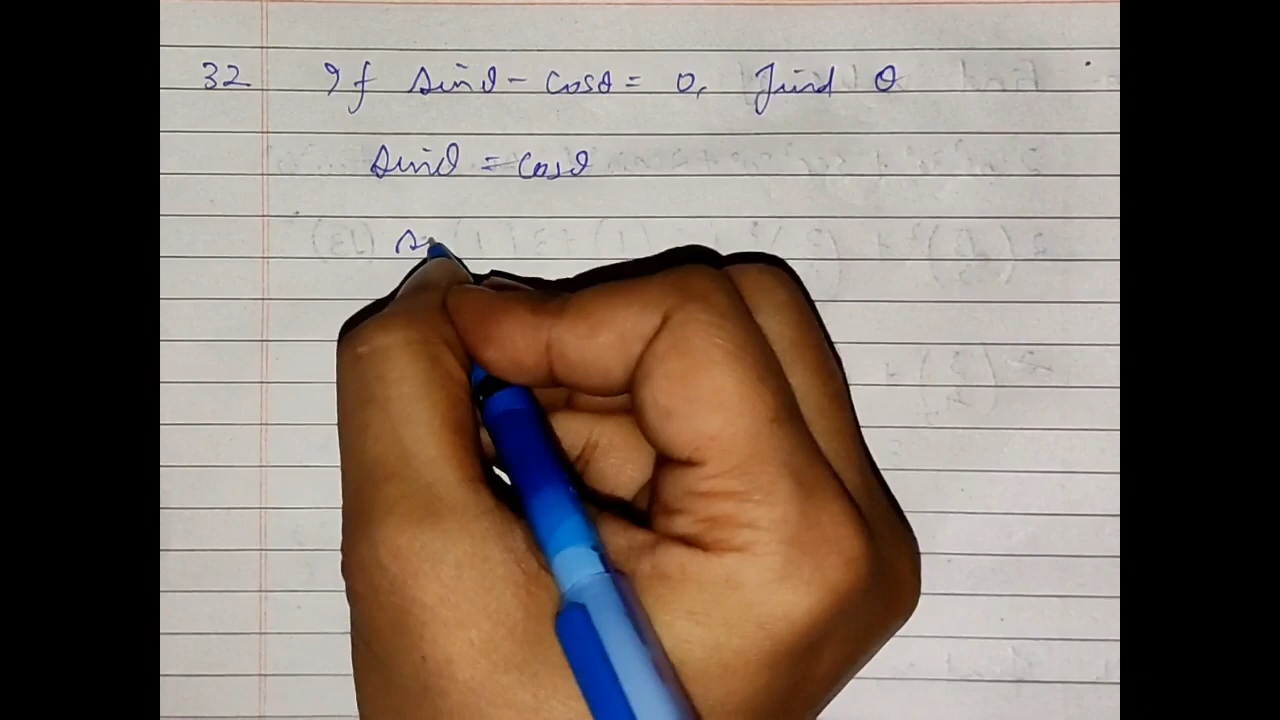 32 If sinθ - cosθ = 0, find θ
sinθ = cosθ
s